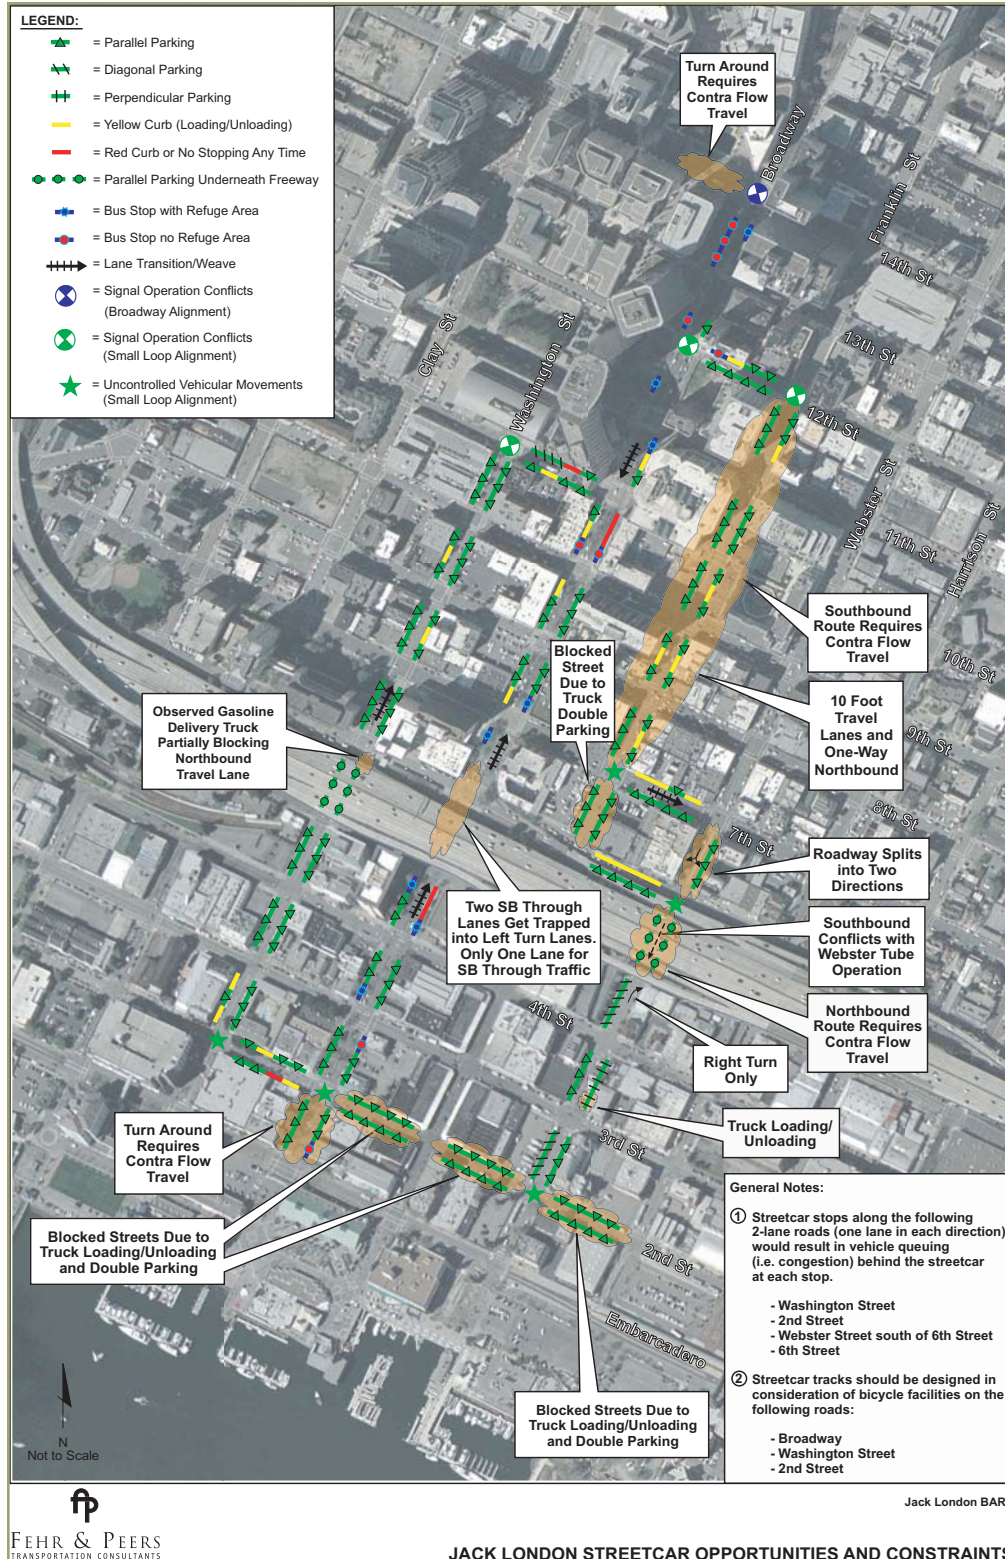 LEGEND:
= Parallel Parking
= Diagonal Parking
= Perpendicular Parking
= Yellow Curb (Loading/Unloading)
= Red Curb or No Stopping Any Time
= Parallel Parking Underneath Freeway
= Bus Stop with Refuge Area
= Bus Stop no Refuge Area
= Lane Transition/Weave
= Signal Operation Conflicts
(Broadway Alignment)
= Signal Operation Conflicts
(Small Loop Alignment)
= Uncontrolled Vehicular Movements
(Small Loop Alignment)
Turn Around
Requires
Contra Flow
Travel
Broadway
Franklin St
14th St
13th St
12th St
Clay St
Washington St
Webster St
11th St
Harrison St
10th St
9th St
8th St
7th St
Southbound
Route Requires
Contra Flow
Travel
10 Foot
Travel
Lanes and
One-Way
Northbound
Blocked
Street
Due to
Truck
Double
Parking
Observed Gasoline
Delivery Truck
Partially Blocking
Northbound
Travel Lane
Roadway Splits
into Two
Directions
Two SB Through
Lanes Get Trapped
into Left Turn Lanes.
Only One Lane for
SB Through Traffic
Southbound
Conflicts with
Webster Tube
Operation
Northbound
Route Requires
Contra Flow
Travel
4th St
Right Turn
Only
Truck Loading/
Unloading
3rd St
Turn Around
Requires
Contra Flow
Travel
Blocked Streets Due to
Truck Loading/Unloading
and Double Parking
2nd St
Embarcadero
Blocked Streets Due to
Truck Loading/Unloading
and Double Parking
General Notes:
1 Streetcar stops along the following
2-lane roads (one lane in each direction)
would result in vehicle queuing
(i.e. congestion) behind the streetcar
at each stop.
- Washington Street
- 2nd Street
- Webster Street south of 6th Street
- 6th Street
2 Streetcar tracks should be designed in
consideration of bicycle facilities on the
following roads:
- Broadway
- Washington Street
- 2nd Street
N
Not to Scale
Jack London BAR
fp
FEHR & PEERS
TRANSPORTATION CONSULTANTS
JACK LONDON STREETCAR OPPORTUNITIES AND CONSTRAINTS